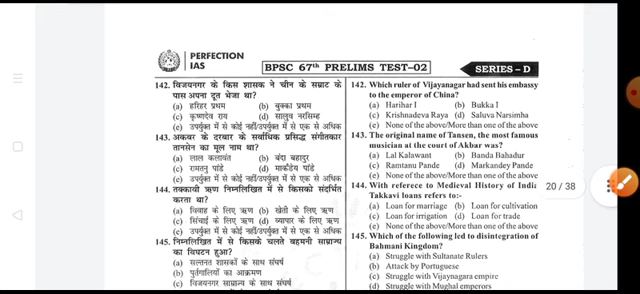 PERFECTION
IAS
BPSC 67th PRELIMS TEST-02
SERIES – D
142. विजयनगर के किस शासक ने चीन के सम्राट के
पास अपना दूत भेजा था?
(a) हरिहर प्रथम (b) बुक्का प्रथम
(c) कृष्णदेव राय (d) सालुव नरसिम्ह
(e) उपर्युक्त में से कोई नहीं/उपर्युक्त में से एक से अधिक
143. अकबर के दरबार के सर्वाधिक प्रसिद्ध संगीतकार
तानसेन का मूल नाम था?
(a) लाल कलावंत (b) बंदा बहादुर
(c) रामतनु पांडे (d) मार्कंडेय पांडे
(e) उपर्युक्त में से कोई नहीं/उपर्युक्त में से एक से अधिक
144. तक्कावी ऋण निम्नलिखित में से किसको संदर्भित
करता था?
(a) विवाह के लिए ऋण (b) खेती के लिए ऋण
(c) सिंचाई के लिए ऋण (d) व्यापार के लिए ऋण
(e) उपर्युक्त में से कोई नहीं/उपर्युक्त में से एक से अधिक
145. निम्नलिखित में से किसके चलते बहमनी साम्राज्य
का विघटन हुआ?
(a) सल्तनत शासकों के साथ संघर्ष
(b) पुर्तगालियों का आक्रमण
(c) विजयनगर साम्राज्य के साथ संघर्ष
142. Which ruler of Vijayanagar had sent his embassy
to the emperor of China?
(a) Harihar I (b) Bukka I
(c) Krishnadeva Raya (d) Saluva Narsimha
(e) None of the above/More than one of the above
143. The original name of Tansen, the most famous
musician at the court of Akbar was?
(a) Lal Kalawant (b) Banda Bahadur
(c) Ramtanu Pande (d) Markandey Pande
(e) None of the above/More than one of the above
144. With referece to Medieval History of India
Takkavi loans refers to:-
(a) Loan for marriage (b) Loan for cultivation
(c) Loan for irrigation (d) Loan for trade
(e) None of the above/More than one of the above
145. Which of the following led to disintegration of
Bahmani Kingdom?
(a) Struggle with Sultanate Rulers
(b) Attack by Portuguese
(c) Struggle with Vijaynagara empire
(d) Struggle with Mughal emperors
20 / 38